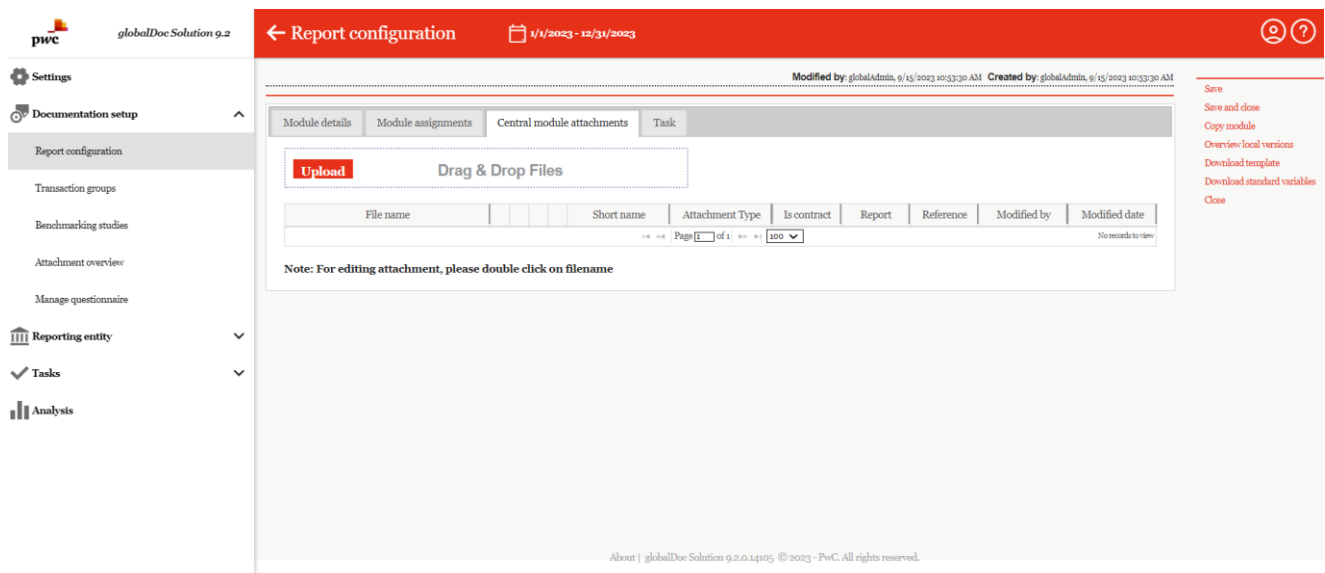 pwc
globalDoc Solution 9.2
Report configuration
1/1/2023 - 12/31/2023
Modified by: globalAdmin, 9/15/2023 10:53:30 AM Created by: globalAdmin, 9/15/2023 10:53:30 AM
Settings
Documentation setup
Report configuration
Transaction groups
Benchmarking studies
Attachment overview
Manage questionnaire
Reporting entity
Tasks
Analysis
Module details Module assignments Central module attachments Task
Upload Drag & Drop Files
File name Short name Attachment Type Is contract Report Reference Modified by Modified date
Page 1 of 1 100 No records to view
Note: For editing attachment, please double click on filename
Save
Save and close
Copy module
Overview local versions
Download template
Download standard variables
Close
About | globalDoc Solution 9.2.0.14105 © 2023 - PwC. All rights reserved.